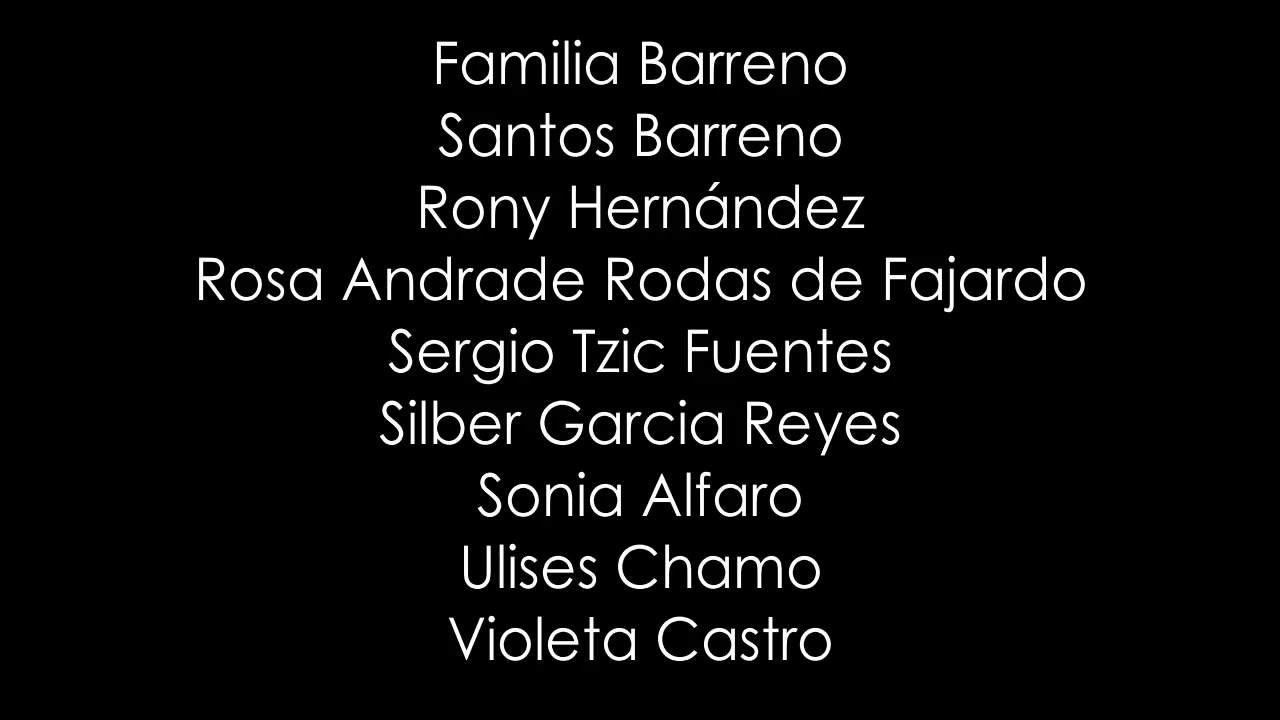 Familia Barreno
Santos Barreno
Rony Hernández
Rosa Andrade Rodas de Fajardo
Sergio Tzic Fuentes
Silber Garcia Reyes
Sonia Alfaro
Ulises Chamo
Violeta Castro